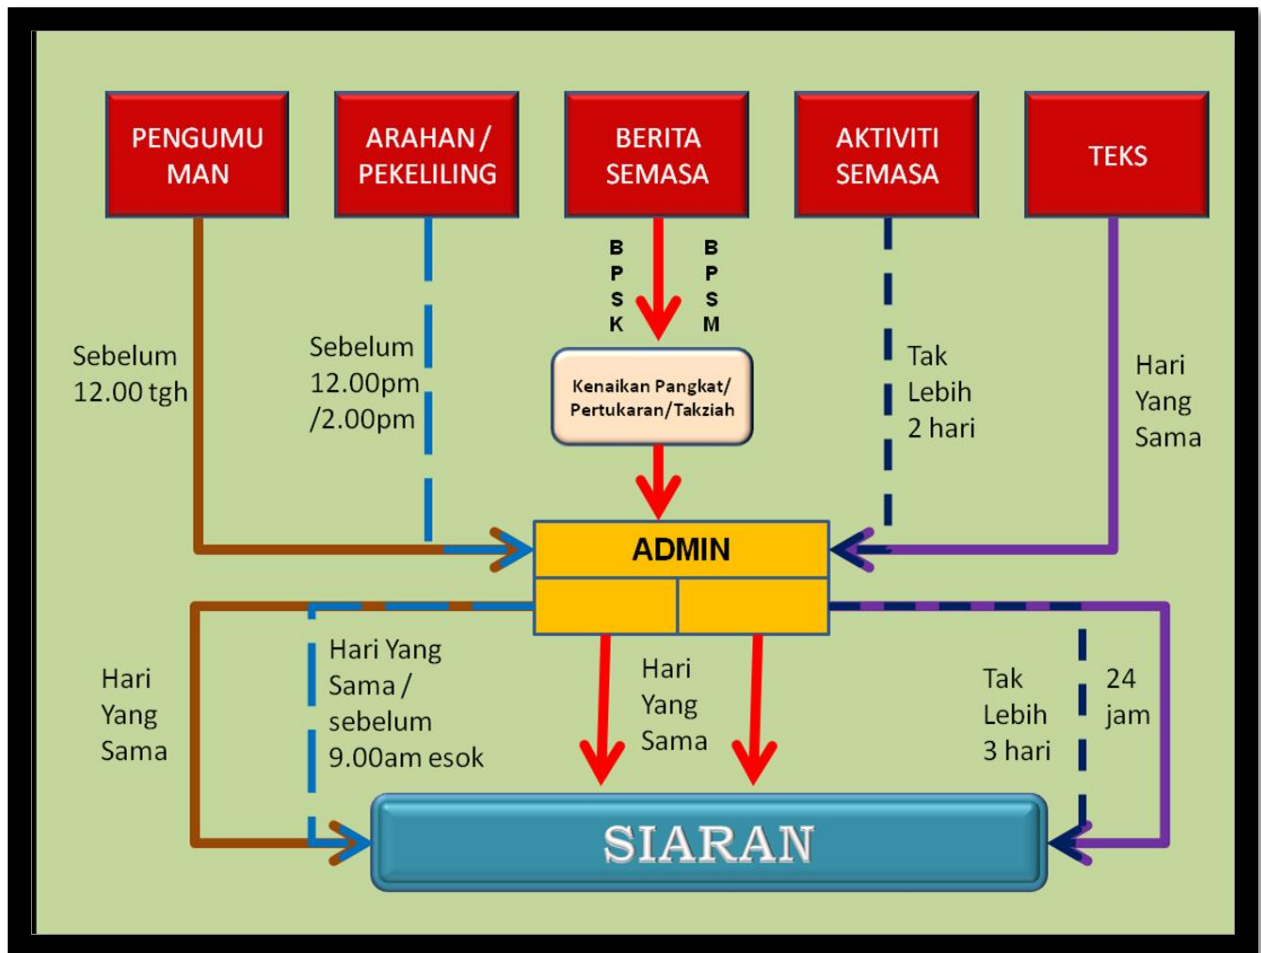 PENGUMU
MAN
ARAHAN /
PEKELILING
BERITA
SEMASA
AKTIVITI
SEMASA
TEKS
B
P
S
K
B
P
S
M
Sebelum
12.00 tgh
Sebelum
12.00pm
/2.00pm
Kenaikan Pangkat/
Pertukaran/Takziah
Tak
Lebih
2 hari
Hari
Yang
Sama
ADMIN
Hari
Yang
Sama
Hari Yang
Sama /
sebelum
9.00am esok
Hari
Yang
Sama
Tak
Lebih
3 hari
24
jam
SIARAN